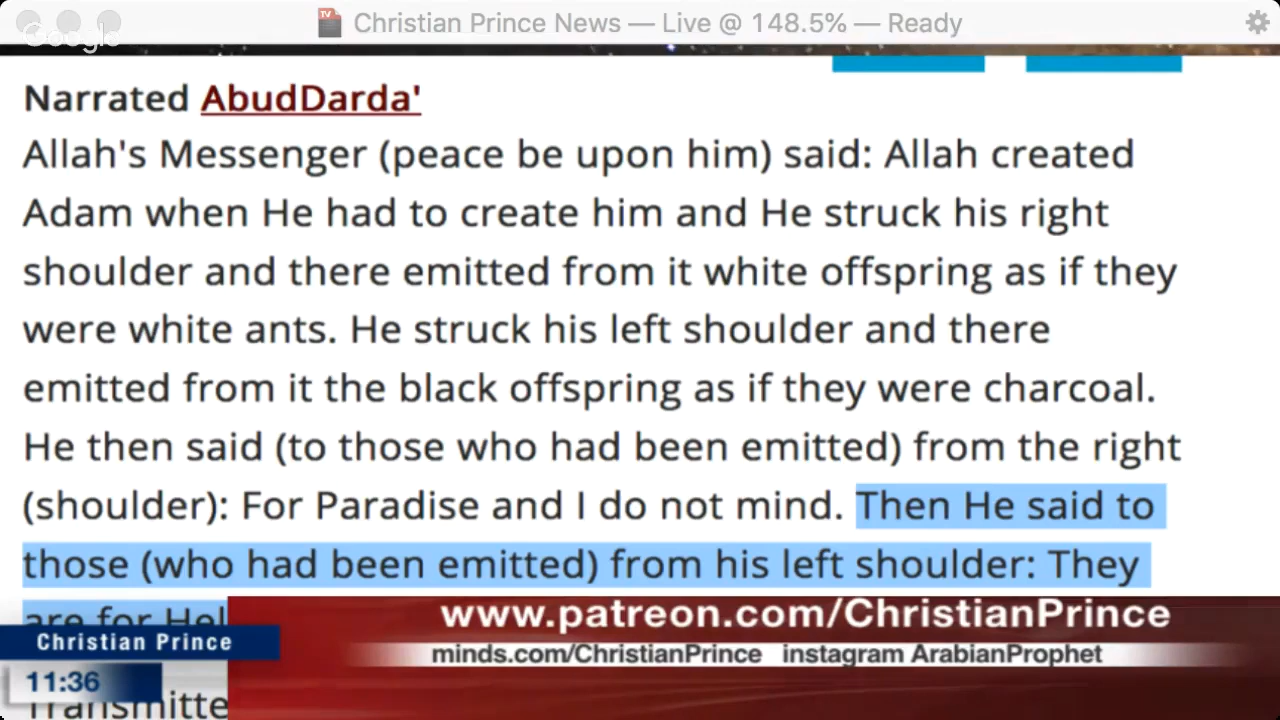 Christian Prince News — Live @ 148.5% — Ready
Google
Narrated AbudDarda'
Allah's Messenger (peace be upon him) said: Allah created
Adam when He had to create him and He struck his right
shoulder and there emitted from it white offspring as if they
were white ants. He struck his left shoulder and there
emitted from it the black offspring as if they were charcoal.
He then said (to those who had been emitted) from the right
(shoulder): For Paradise and I do not mind. Then He said to
those (who had been emitted) from his left shoulder: They
are for Hel
www.patreon.com/ChristianPrince
Christian Prince
minds.com/ChristianPrince instagram ArabianProphet
11:36
Transmitte